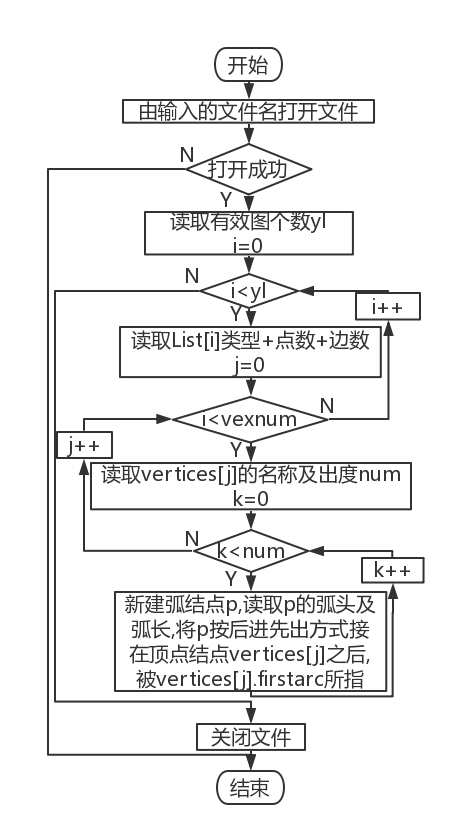 开始
由输入的文件名打开文件
N
打开成功
Y
读取有效图个数yl
i=0
N
i<yl
i++
Y
读取List[i]类型+点数+边数
j=0
N
i<vexnum
j++
Y
读取vertices[j]的名称及出度num
k=0
N
k<num
k++
Y
新建弧结点p,读取p的弧头及
弧长,将p按后进先出方式接
在顶点结点vertices[j]之后,
被vertices[j].firstarc所指
关闭文件
结束